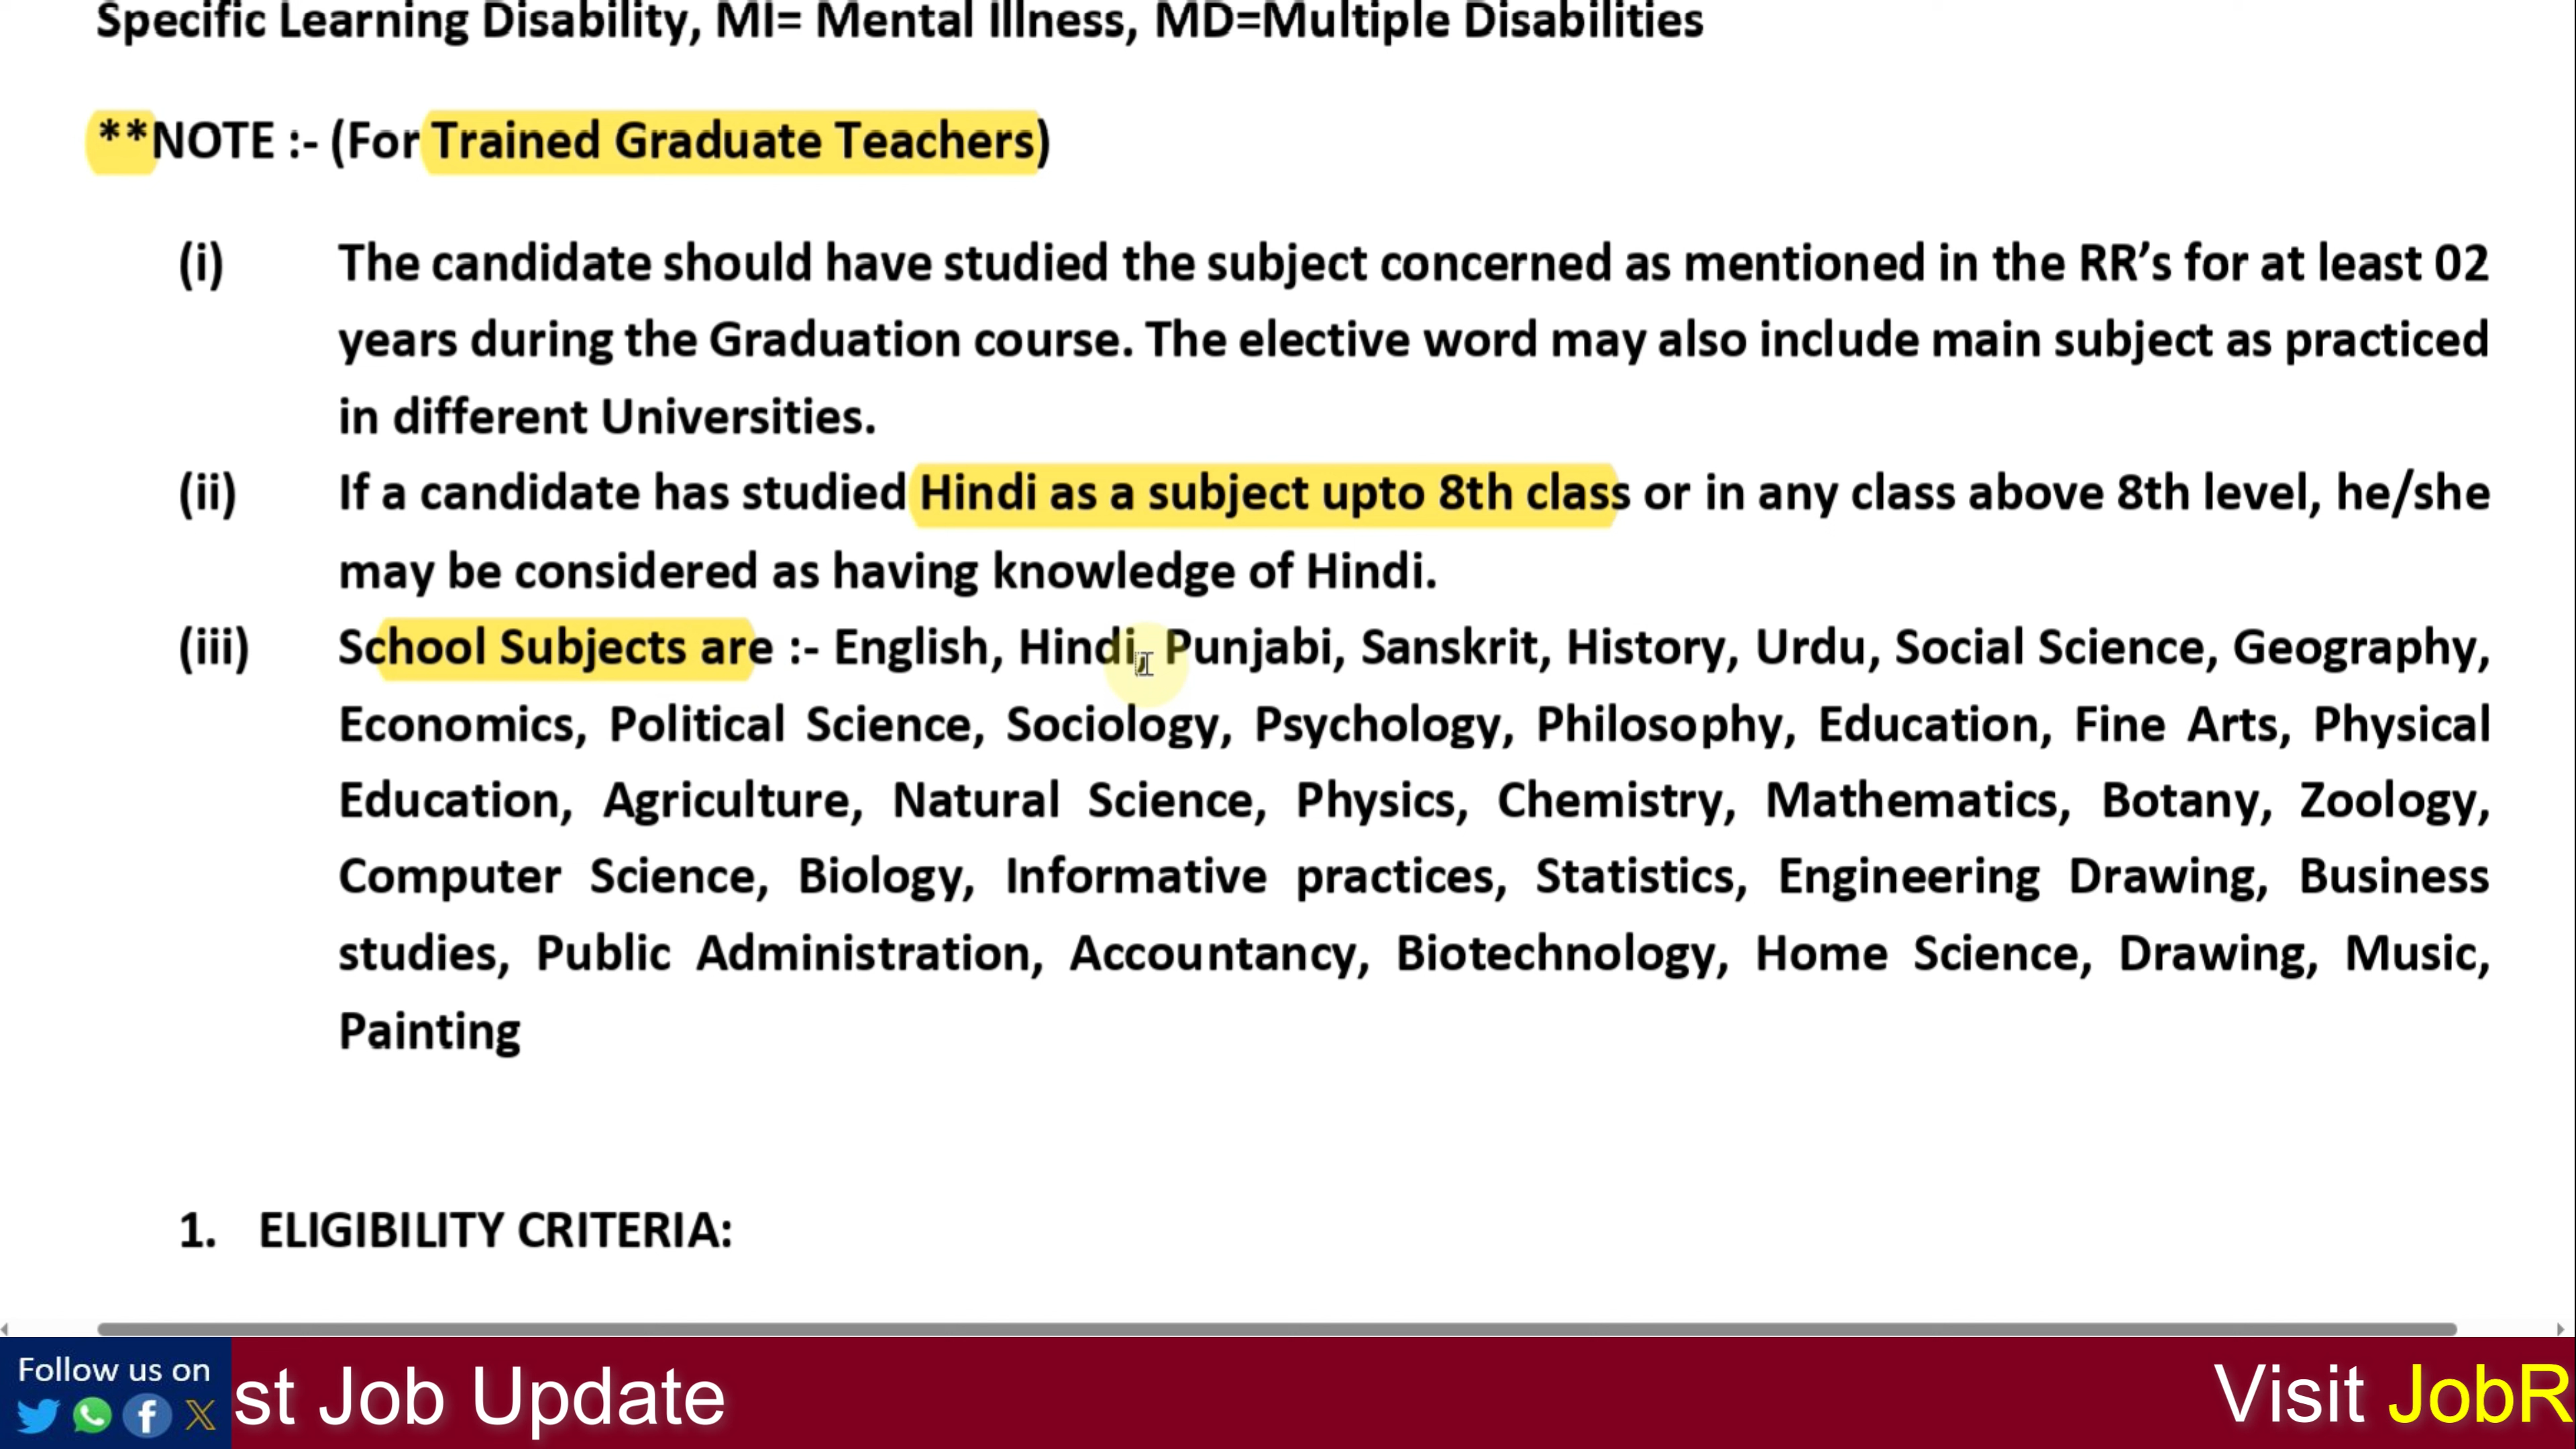 Specific Learning Disability, MI= Mental Illness, MD=Multiple Disabilities
**NOTE :- (For Trained Graduate Teachers)
(i) The candidate should have studied the subject concerned as mentioned in the RR’s for at least 02
years during the Graduation course. The elective word may also include main subject as practiced
in different Universities.
(ii) If a candidate has studied Hindi as a subject upto 8th class or in any class above 8th level, he/she
may be considered as having knowledge of Hindi.
(iii) School Subjects are :- English, Hindi, Punjabi, Sanskrit, History, Urdu, Social Science, Geography,
Economics, Political Science, Sociology, Psychology, Philosophy, Education, Fine Arts, Physical
Education, Agriculture, Natural Science, Physics, Chemistry, Mathematics, Botany, Zoology,
Computer Science, Biology, Informative practices, Statistics, Engineering Drawing, Business
studies, Public Administration, Accountancy, Biotechnology, Home Science, Drawing, Music,
Painting
1. ELIGIBILITY CRITERIA:
Follow us on
st Job Update
Visit JobR